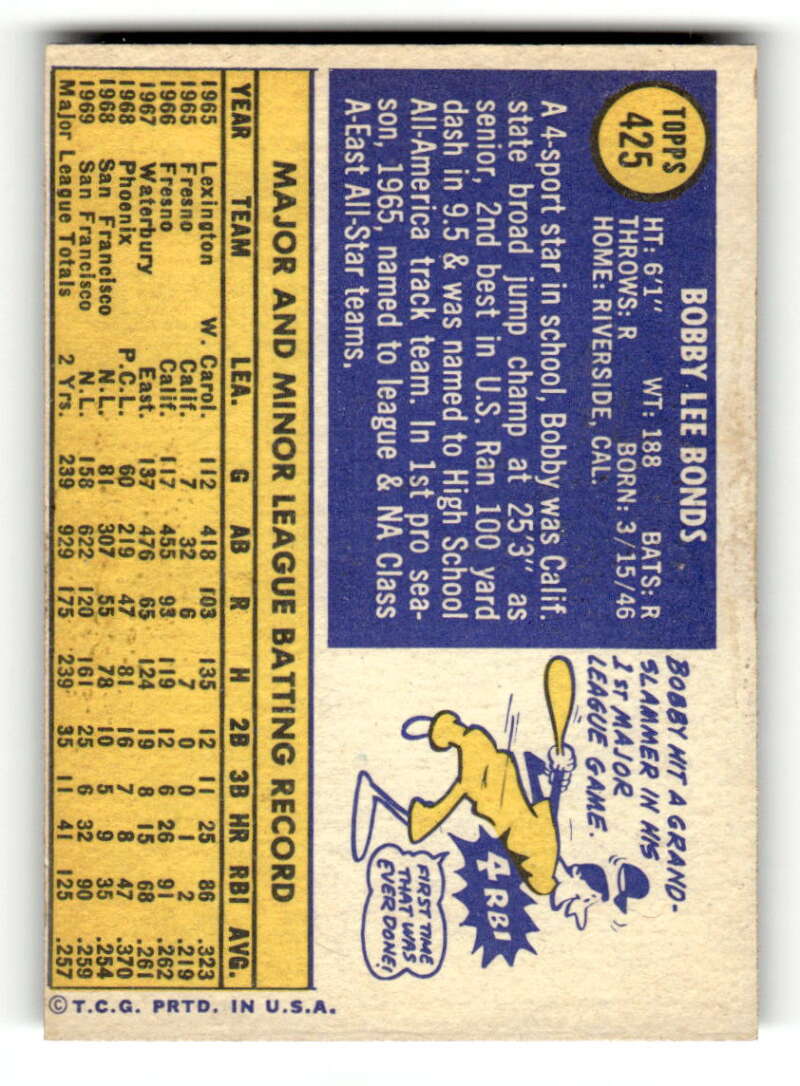 TOPPS
425
BOBBY LEE BONDS
HT: 6'1" WT: 188 BATS: R
THROWS: R BORN: 3/15/46
HOME: RIVERSIDE, CAL.
A 4-sport star in school, Bobby was Calif.
state broad jump champ at 25'3" as
senior, 2nd best in U.S. Ran 100 yard
dash in 9.5 & was named to High School
All-America track team. In 1st pro sea-
son, 1965, named to league & NA Class
A-East All-Star teams.
BOBBY HIT A GRAND-
SLAMMER IN HIS
1ST MAJOR
LEAGUE GAME.
4 RBI
FIRST TIME
THAT WAS
EVER DONE!
MAJOR AND MINOR LEAGUE BATTING RECORD
YEAR TEAM LEA. G AB R H 2B 3B HR RBI AVG.
1965 Lexington W. Carol. 112 418 103 135 12 11 25 86 .323
1965 Fresno Calif. 7 32 6 7 0 0 1 2 .219
1966 Fresno Calif. 117 455 93 119 12 6 26 91 .262
1967 Waterbury East. 137 476 65 124 19 8 15 68 .261
1968 Phoenix P.C.L. 60 219 47 81 16 7 8 47 .370
1968 San Francisco N.L. 81 307 55 78 10 5 9 35 .254
1969 San Francisco N.L. 158 622 120 161 25 6 32 90 .259
Major League Totals 2 Yrs. 239 929 175 239 35 11 41 125 .257
© T.C.G. PRTD. IN U.S.A.